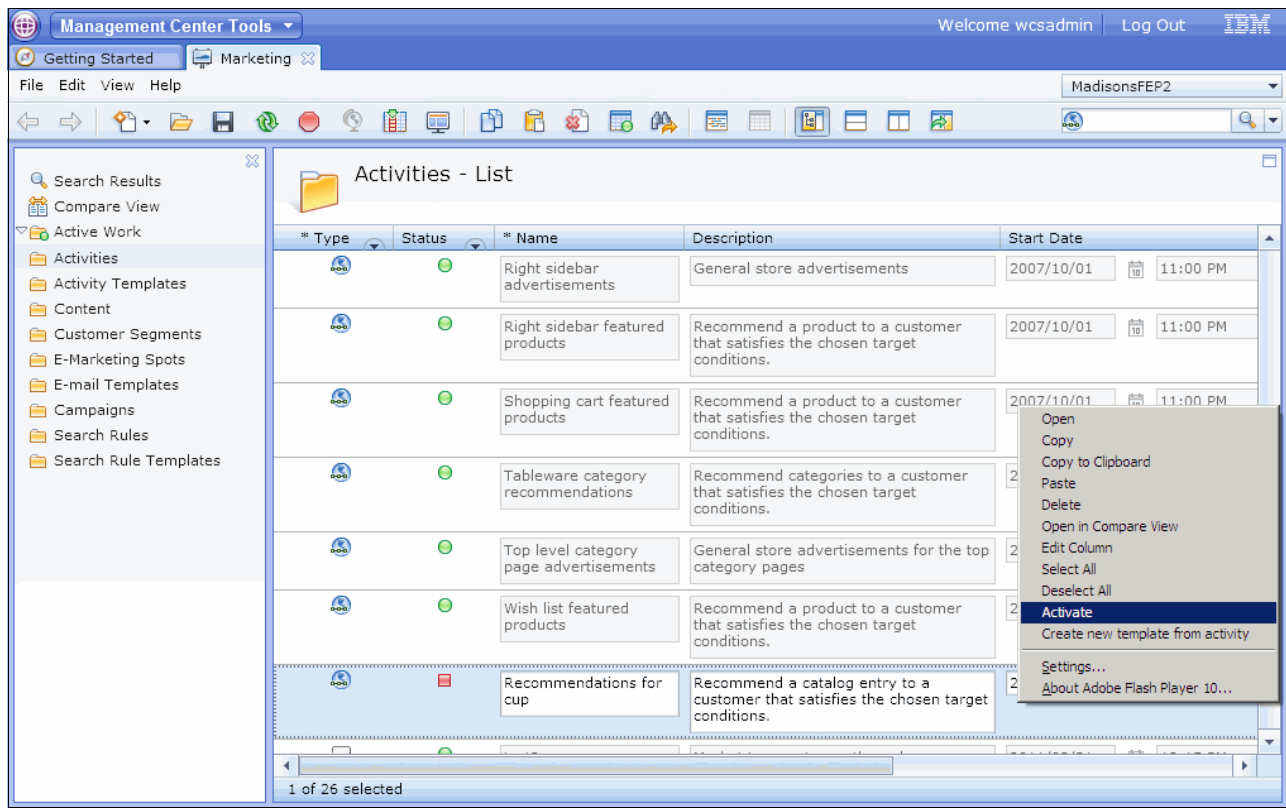 Management Center Tools
Welcome wcsadmin
Log Out
IBM
Getting Started
Marketing
File Edit View Help
MadisonsFEP2
Search Results
Compare View
Active Work
Activities
Activity Templates
Content
Customer Segments
E-Marketing Spots
E-mail Templates
Campaigns
Search Rules
Search Rule Templates
Activities - List
* Type
Status
* Name
Description
Start Date
Right sidebar
advertisements
General store advertisements
2007/10/01
11:00 PM
Right sidebar featured
products
Recommend a product to a customer
that satisfies the chosen target
conditions.
2007/10/01
11:00 PM
Shopping cart featured
products
Recommend a product to a customer
that satisfies the chosen target
conditions.
2007/10/01
11:00 PM
Tableware category
recommendations
Recommend categories to a customer
that satisfies the chosen target
conditions.
2
Top level category
page advertisements
General store advertisements for the top
category pages
2
Wish list featured
products
Recommend a product to a customer
that satisfies the chosen target
conditions.
2
Recommendations for
cup
Recommend a catalog entry to a
customer that satisfies the chosen target
conditions.
2
Open
Copy
Copy to Clipboard
Paste
Delete
Open in Compare View
Edit Column
Select All
Deselect All
Activate
Create new template from activity
Settings...
About Adobe Flash Player 10...
1 of 26 selected